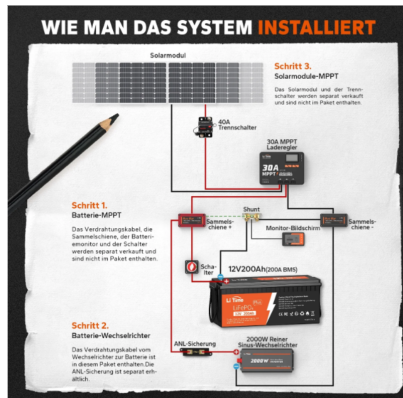 WIE MAN DAS SYSTEM INSTALLIERT
Solarmodul
Schritt 3.
Solarmodule-MPPT
Das Solarmodul und der Trenn-
schalter werden separat verkauft
und sind nicht im Paket enthalten.
40A
Trennschalter
30A MPPT
Laderegler
30A
MPPT
Schritt 1.
Batterie-MPPT
Das Verdrahtungskabel, die
Sammelschiene, der Batteri-
emonitor und der Schalter
werden separat verkauft und
sind nicht im Paket enthalten.
Sammels-
chiene +
Shunt
Monitor-Bildschirm
Sammels-
chiene -
Scha-
lter
12V200Ah(200A BMS)
Li Time
LiFePO4
Schritt 2.
Batterie-Wechselrichter
Das Verdrahtungskabel vom
Wechselrichter zur Batterie ist
in diesem Paket enthalten.Die
ANL-Sicherung ist separat erh-
ältlich.
ANL-Sicherung
2000W Reiner
Sinus-Wechselrichter
2000W